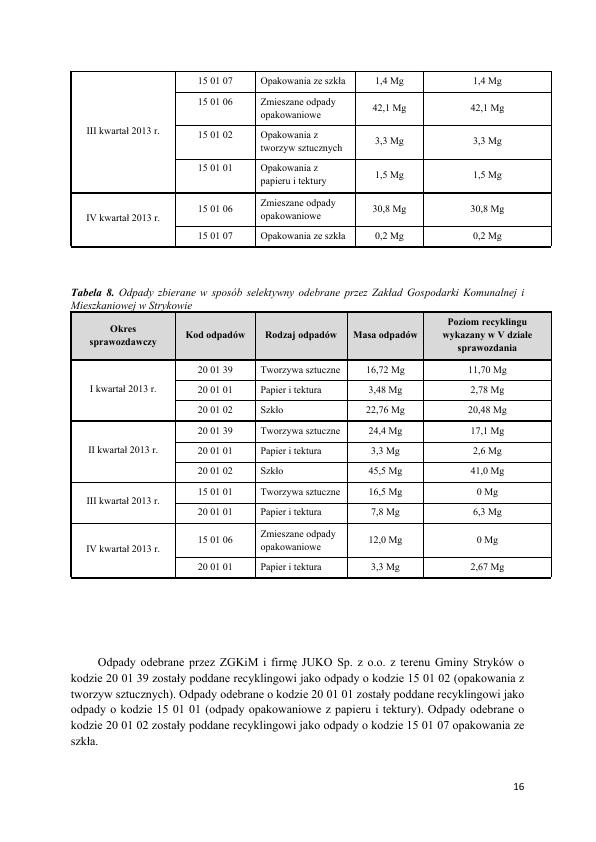 III kwartał 2013 r.
15 01 07 Opakowania ze szkła 1,4 Mg 1,4 Mg
15 01 06 Zmieszane odpady opakowaniowe 42,1 Mg 42,1 Mg
15 01 02 Opakowania z tworzyw sztucznych 3,3 Mg 3,3 Mg
15 01 01 Opakowania z papieru i tektury 1,5 Mg 1,5 Mg
IV kwartał 2013 r.
15 01 06 Zmieszane odpady opakowaniowe 30,8 Mg 30,8 Mg
15 01 07 Opakowania ze szkła 0,2 Mg 0,2 Mg
Tabela 8. Odpady zbierane w sposób selektywny odebrane przez Zakład Gospodarki Komunalnej i
Mieszkaniowej w Strykowie
Okres sprawozdawczy Kod odpadów Rodzaj odpadów Masa odpadów Poziom recyklingu wykazany w V dziale sprawozdania
I kwartał 2013 r.
20 01 39 Tworzywa sztuczne 16,72 Mg 11,70 Mg
20 01 01 Papier i tektura 3,48 Mg 2,78 Mg
20 01 02 Szkło 22,76 Mg 20,48 Mg
II kwartał 2013 r.
20 01 39 Tworzywa sztuczne 24,4 Mg 17,1 Mg
20 01 01 Papier i tektura 3,3 Mg 2,6 Mg
20 01 02 Szkło 45,5 Mg 41,0 Mg
III kwartał 2013 r.
15 01 01 Tworzywa sztuczne 16,5 Mg 0 Mg
20 01 01 Papier i tektura 7,8 Mg 6,3 Mg
IV kwartał 2013 r.
15 01 06 Zmieszane odpady opakowaniowe 12,0 Mg 0 Mg
20 01 01 Papier i tektura 3,3 Mg 2,67 Mg
Odpady odebrane przez ZGKiM i firmę JUKO Sp. z o.o. z terenu Gminy Stryków o
kodzie 20 01 39 zostały poddane recyklingowi jako odpady o kodzie 15 01 02 (opakowania z
tworzyw sztucznych). Odpady odebrane o kodzie 20 01 01 zostały poddane recyklingowi jako
odpady o kodzie 15 01 01 (odpady opakowaniowe z papieru i tektury). Odpady odebrane o
kodzie 20 01 02 zostały poddane recyklingowi jako odpady o kodzie 15 01 07 opakowania ze
szkła.
16